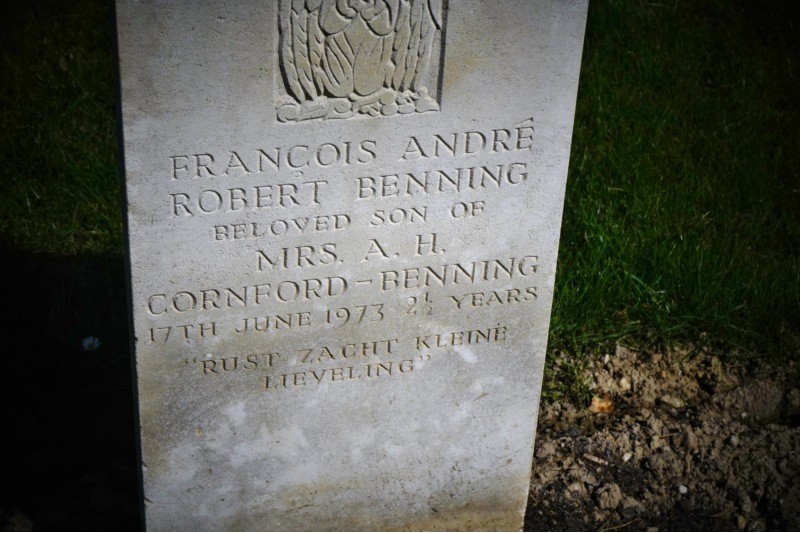 FRANÇOIS ANDRÉ
ROBERT BENNING
BELOVED SON OF
MRS. A. H.
CORNFORD-BENNING
17TH JUNE 1973 2½ YEARS
"RUST ZACHT KLEINE
LIEVELING"